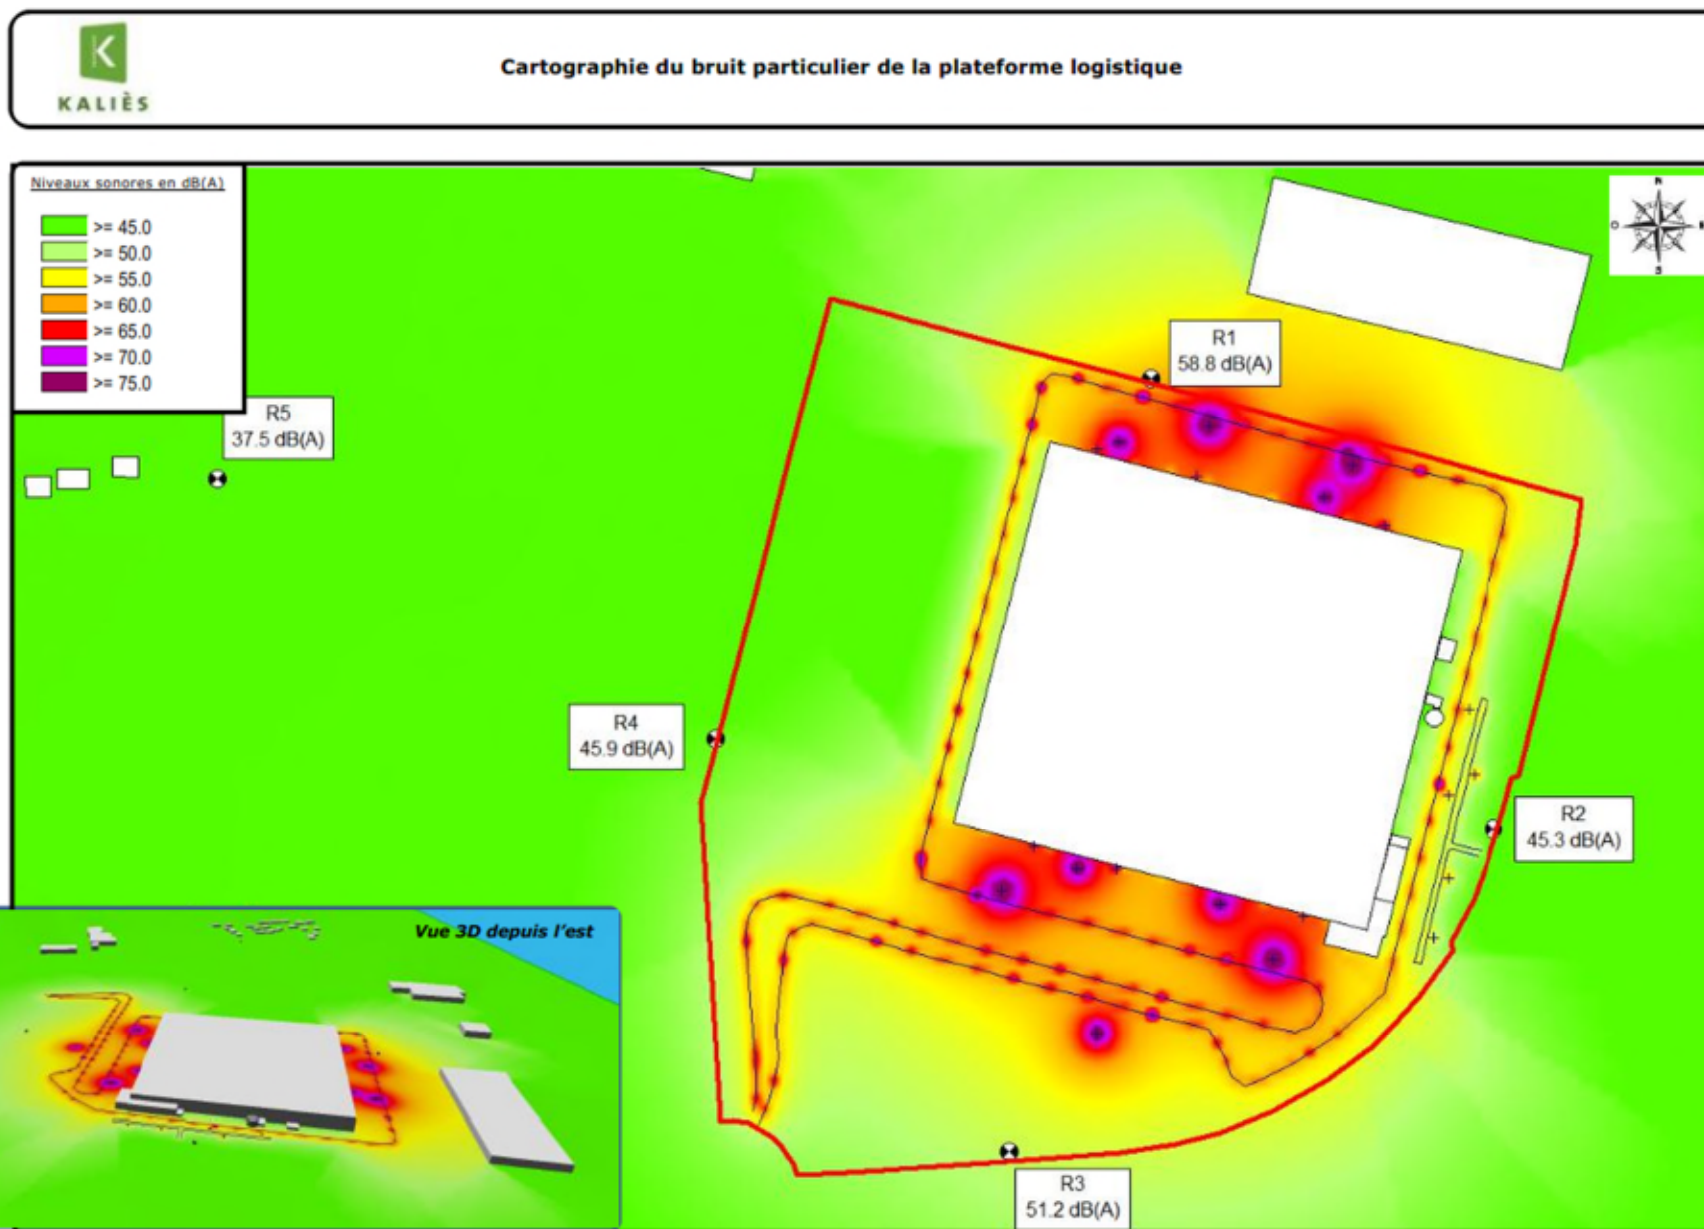 KALIÈS
Cartographie du bruit particulier de la plateforme logistique
Niveaux sonores en dB(A)
>= 45.0
>= 50.0
>= 55.0
>= 60.0
>= 65.0
>= 70.0
>= 75.0
N
O
S
R1
58.8 dB(A)
R5
37.5 dB(A)
R4
45.9 dB(A)
R2
45.3 dB(A)
Vue 3D depuis l'est
R3
51.2 dB(A)